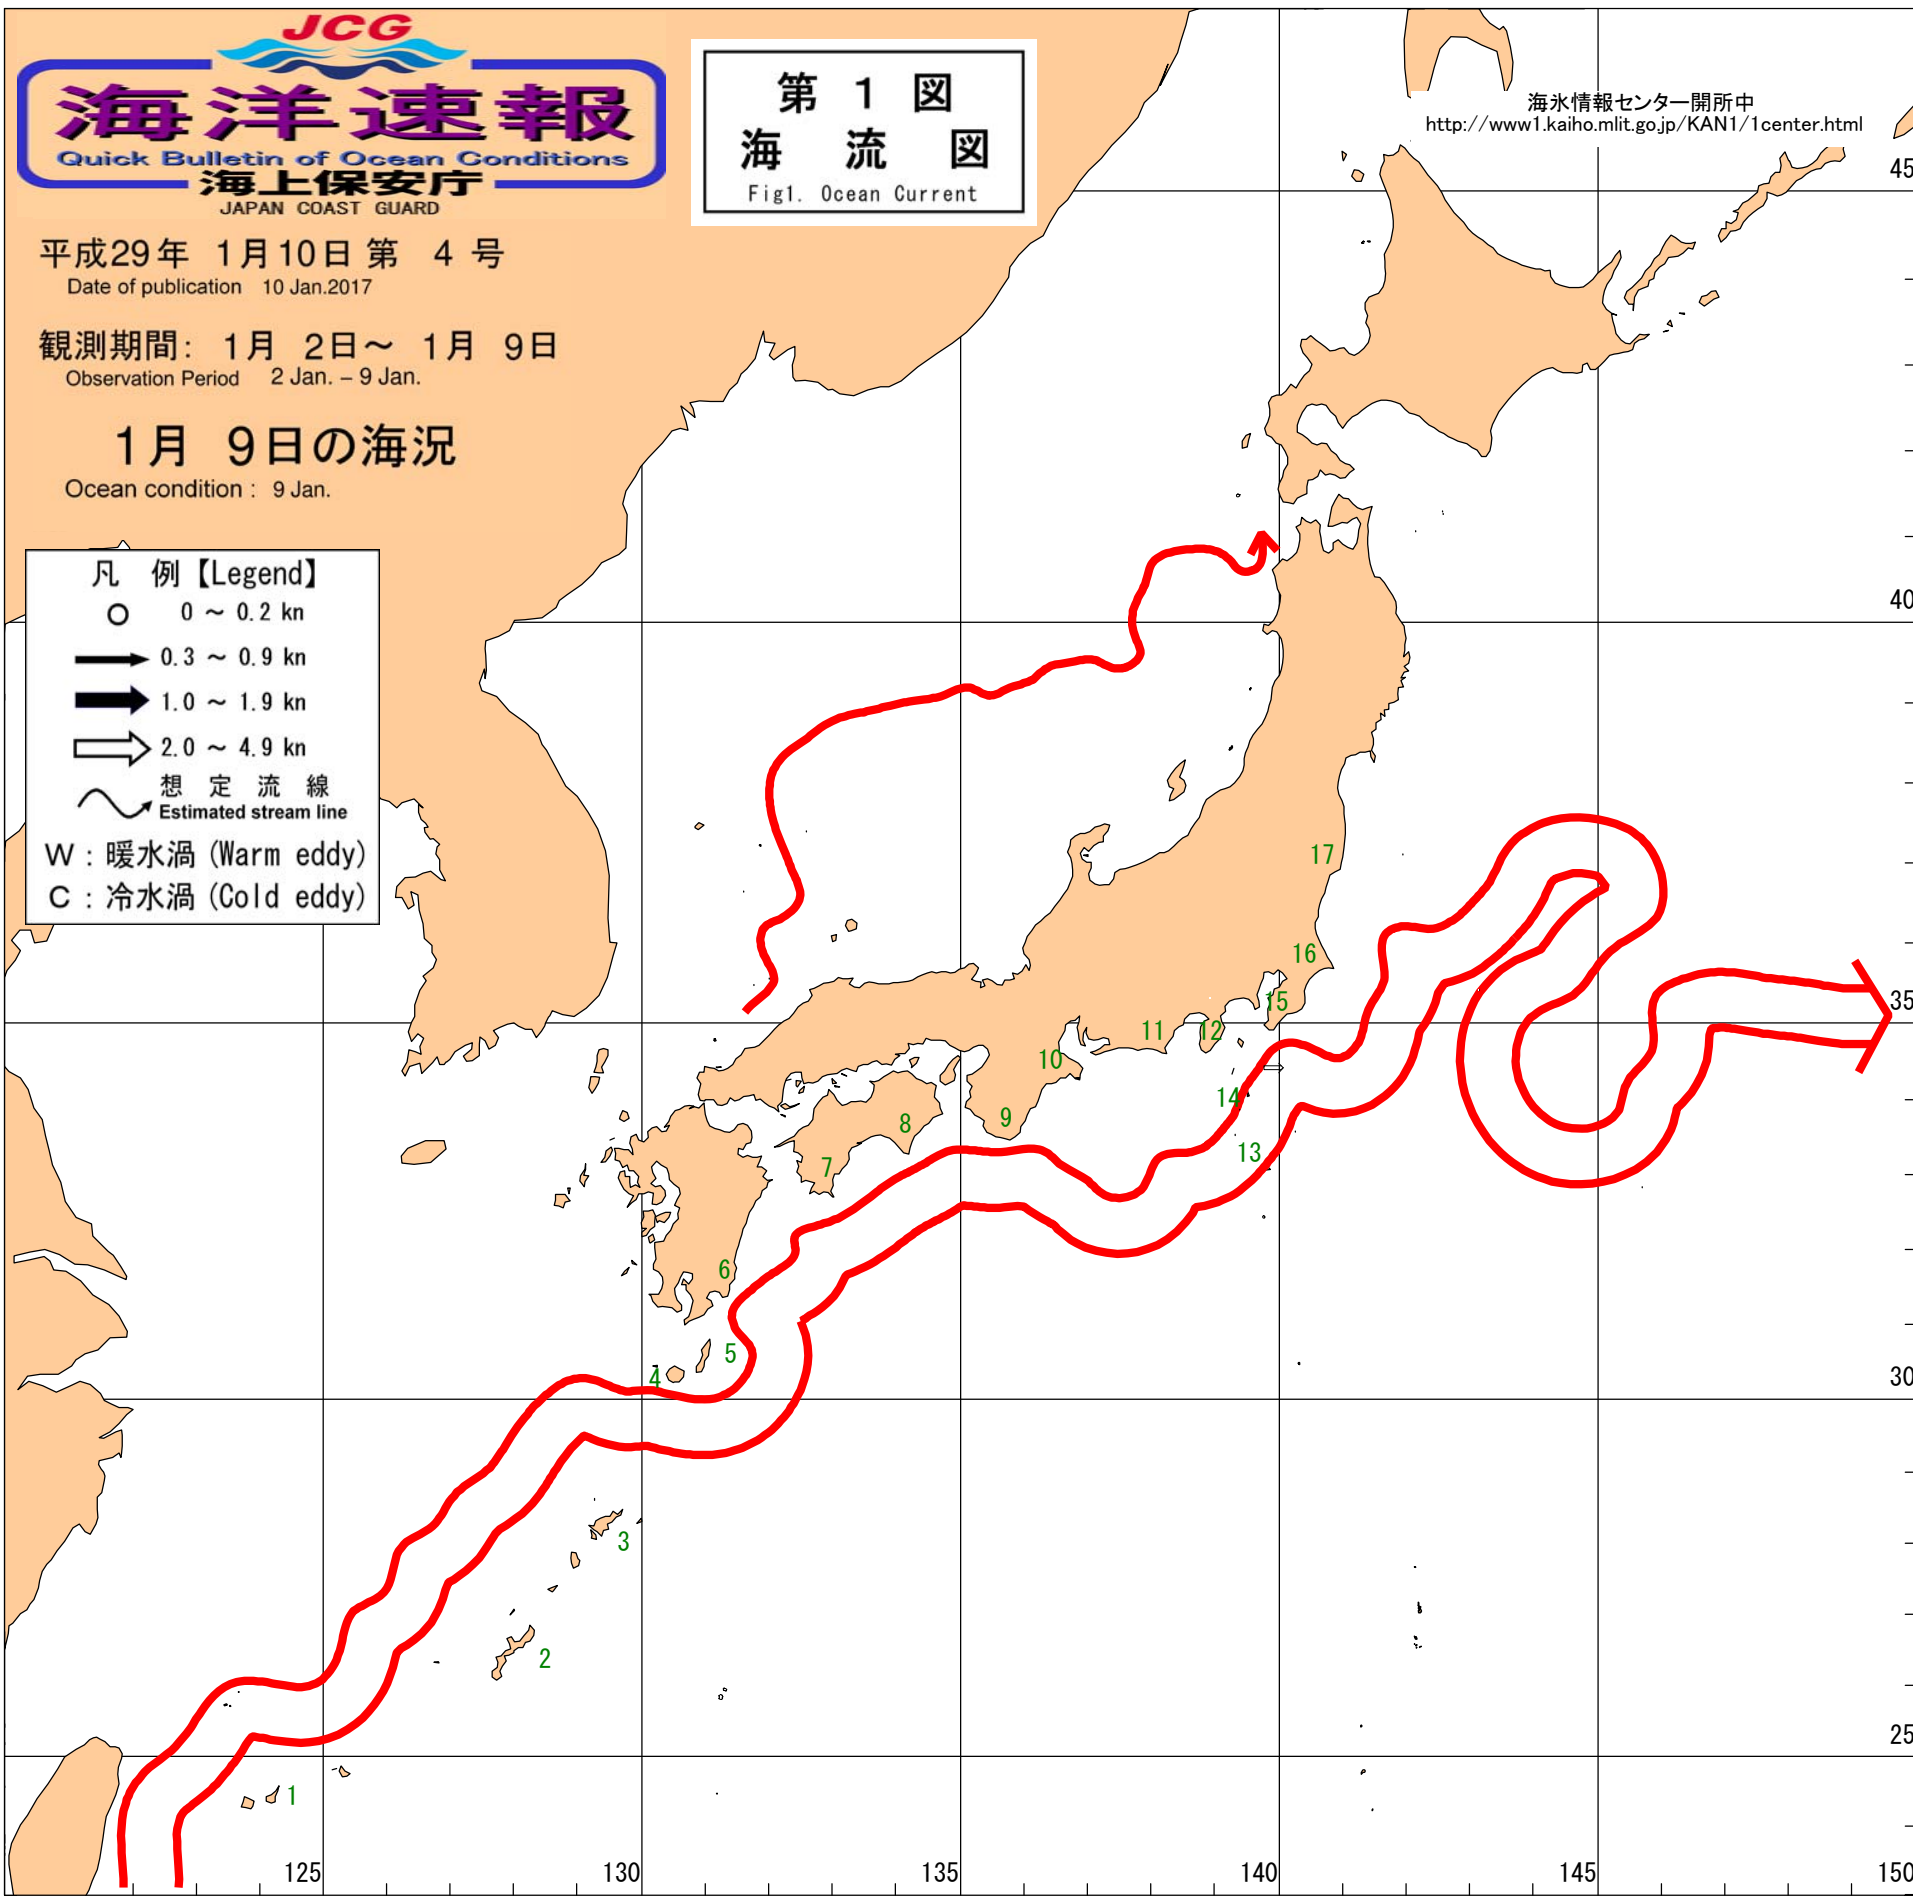 JCG
海洋速報
Quick Bulletin of Ocean Conditions
海上保安庁
JAPAN COAST GUARD
第 1 図
海 流 図
Fig1. Ocean Current
海氷情報センター開所中
http://www1.kaiho.mlit.go.jp/KAN1/1center.html
平成29年 1月10日 第 4 号
Date of publication 10 Jan.2017
観測期間: 1月 2日～ 1月 9日
Observation Period 2 Jan. – 9 Jan.
1月 9日の海況
Ocean condition : 9 Jan.
凡 例【Legend】
0 ～ 0.2 kn
0.3 ～ 0.9 kn
1.0 ～ 1.9 kn
2.0 ～ 4.9 kn
想 定 流 線
Estimated stream line
W : 暖水渦 (Warm eddy)
C : 冷水渦 (Cold eddy)
45
40
35
30
25
17
16
15
12
11
10
14
9
8
13
7
6
5
4
3
2
1
125
130
135
140
145
150